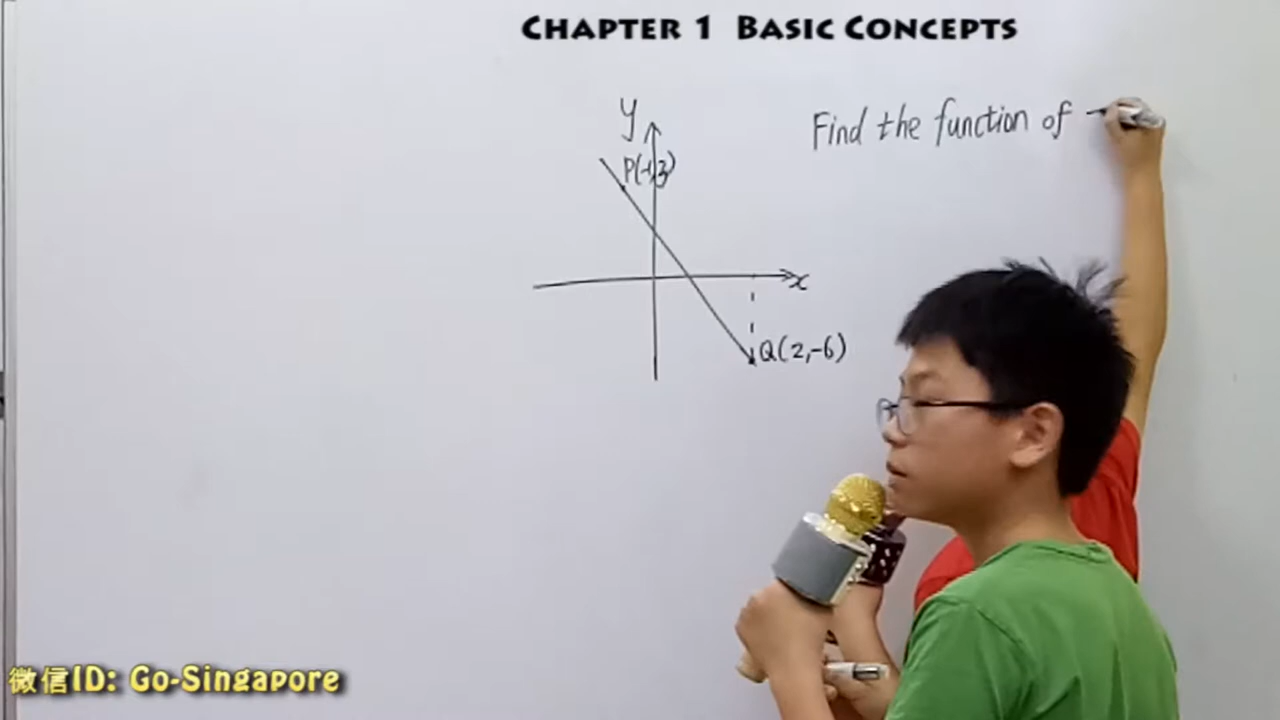 CHAPTER 1 BASIC CONCEPTS
y
Find the function of
P(-1,3)
x
Q(2,-6)
微信ID: Go-Singapore